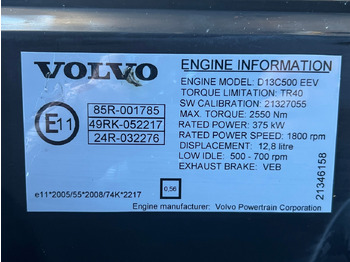 VOLVO
ENGINE INFORMATION
ENGINE MODEL: D13C500 EEV
TORQUE LIMITATION: TR40
SW CALIBRATION: 21327055
MAX. TORQUE: 2550 Nm
RATED POWER: 375 kW
RATED POWER SPEED: 1800 rpm
DISPLACEMENT: 12,8 litre
LOW IDLE: 500 - 700 rpm
EXHAUST BRAKE: VEB
E11
85R-001785
49RK-052217
24R-032276
e11*2005/55*2008/74K*2217
0,56
Engine manufacturer: Volvo Powertrain Corporation
21346158